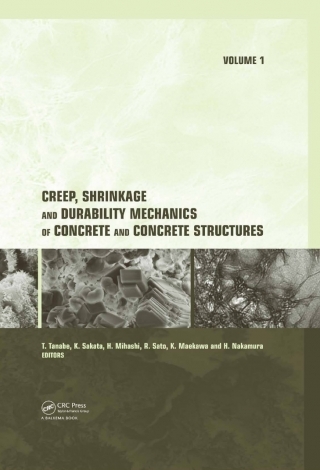 VOLUME 1
CREEP, SHRINKAGE
AND DURABILITY MECHANICS
OF CONCRETE AND CONCRETE STRUCTURES
T. Tanabe, K. Sakata, H. Mihashi, R. Sato, K. Maekawa and H. Nakamura
EDITORS
CRC Press
Taylor & Francis Group
A BALKEMA BOOK